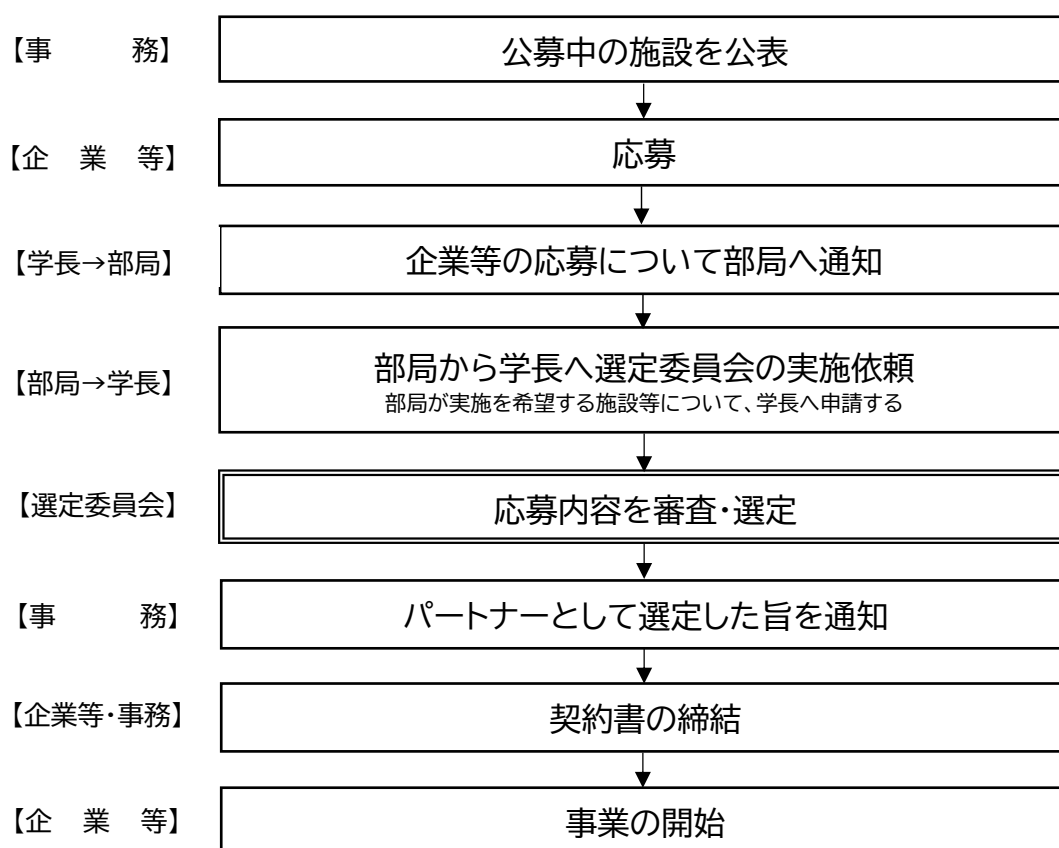 【事　　　務】
公募中の施設を公表
【企　業　等】
応募
【学長→部局】
企業等の応募について部局へ通知
【部局→学長】
部局から学長へ選定委員会の実施依頼
部局が実施を希望する施設等について、学長へ申請する
【選定委員会】
応募内容を審査・選定
【事　　　務】
パートナーとして選定した旨を通知
【企業等・事務】
契約書の締結
【企　業　等】
事業の開始